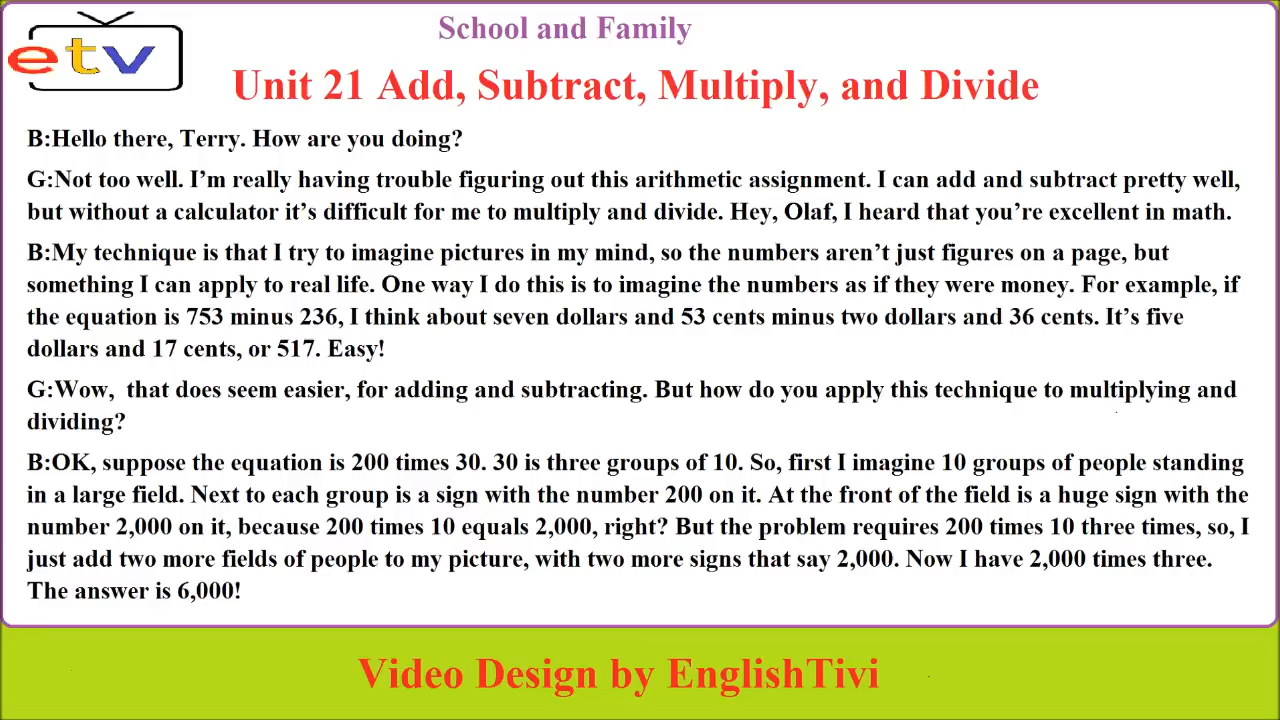 School and Family
etv
Unit 21 Add, Subtract, Multiply, and Divide
B:Hello there, Terry. How are you doing?
G:Not too well. I’m really having trouble figuring out this arithmetic assignment. I can add and subtract pretty well,
but without a calculator it’s difficult for me to multiply and divide. Hey, Olaf, I heard that you’re excellent in math.
B:My technique is that I try to imagine pictures in my mind, so the numbers aren’t just figures on a page, but
something I can apply to real life. One way I do this is to imagine the numbers as if they were money. For example, if
the equation is 753 minus 236, I think about seven dollars and 53 cents minus two dollars and 36 cents. It’s five
dollars and 17 cents, or 517. Easy!
G:Wow,  that does seem easier, for adding and subtracting. But how do you apply this technique to multiplying and
dividing?
B:OK, suppose the equation is 200 times 30. 30 is three groups of 10. So, first I imagine 10 groups of people standing
in a large field. Next to each group is a sign with the number 200 on it. At the front of the field is a huge sign with the
number 2,000 on it, because 200 times 10 equals 2,000, right? But the problem requires 200 times 10 three times, so, I
just add two more fields of people to my picture, with two more signs that say 2,000. Now I have 2,000 times three.
The answer is 6,000!
Video Design by EnglishTivi